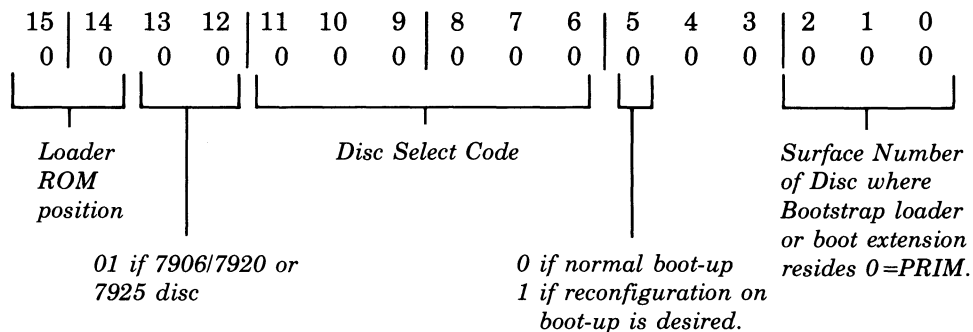 15 14 13 12 11 10 9 8 7 6 5 4 3 2 1 0
0 0 0 0 0 0 0 0 0 0 0 0 0 0 0 0
Loader
ROM
position
Disc Select Code
Surface Number
of Disc where
Bootstrap loader
or boot extension
resides 0=PRIM.
01 if 7906/7920 or
7925 disc
0 if normal boot-up
1 if reconfiguration on
boot-up is desired.